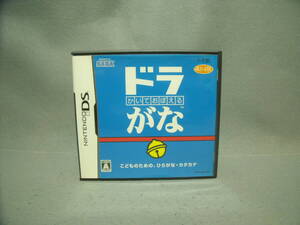 ドラ
かいておぼえる
がな
こどものための、ひらがな・カタカナ
NINTENDO DS
A